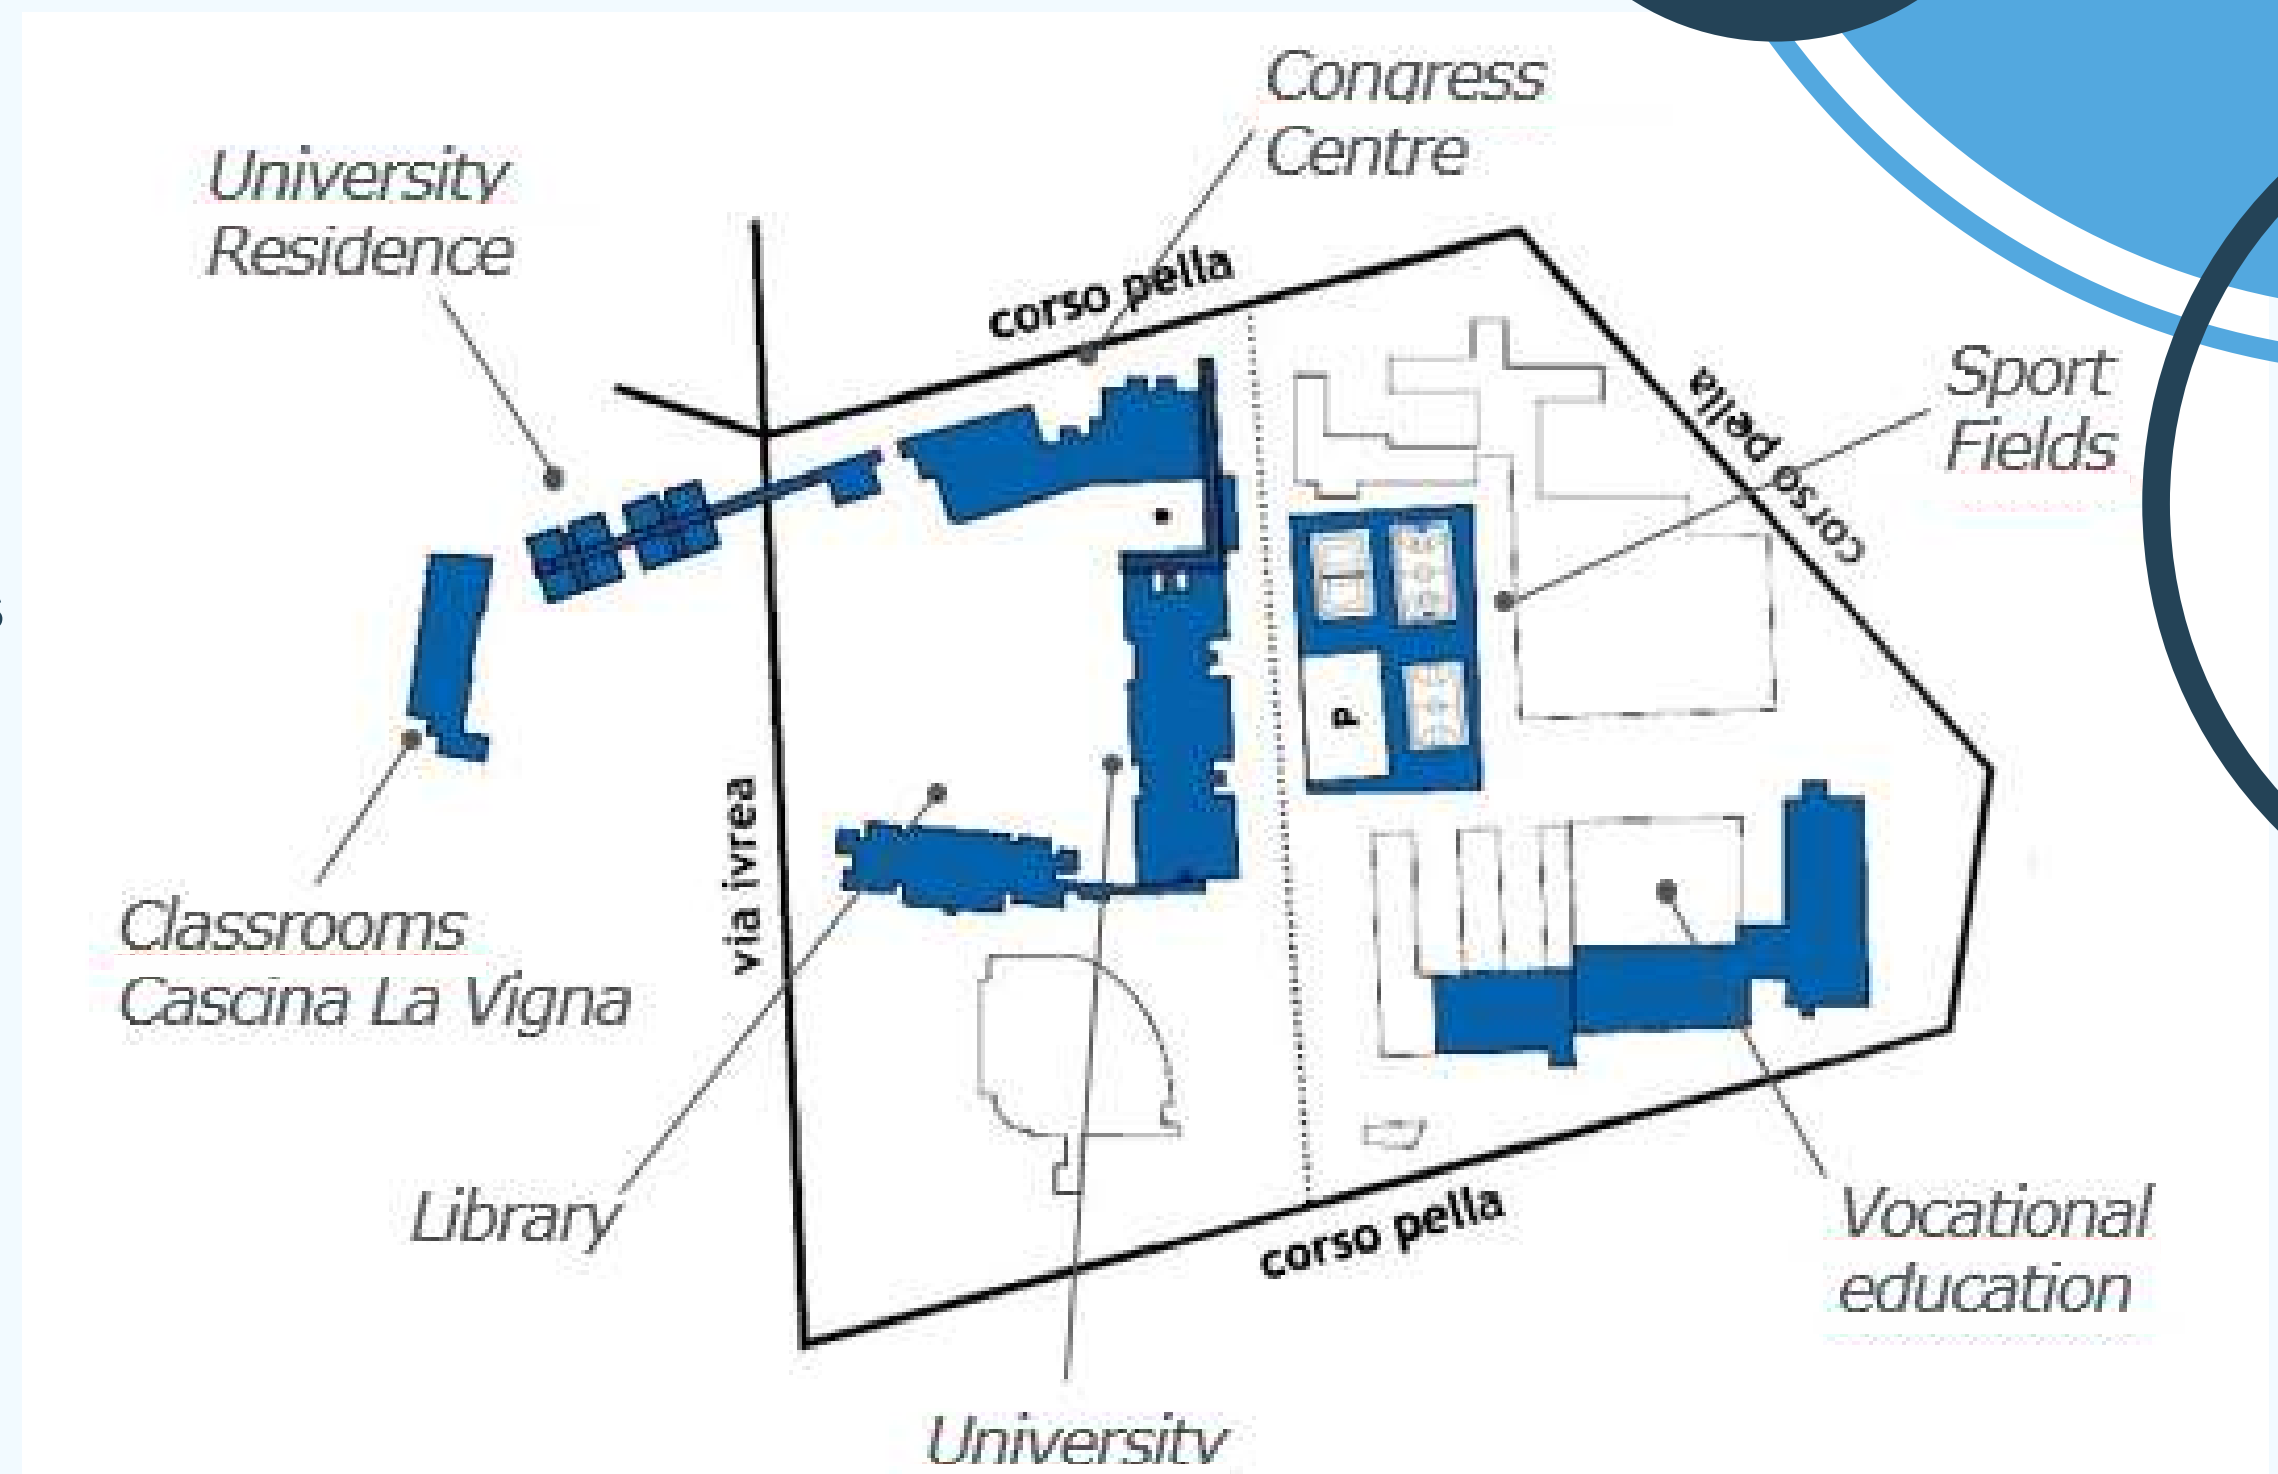 Congress
Centre
University
Residence
corso pella
Sport
Fields
corso pella
P
via ivrea
Classrooms
Cascina La Vigna
Library
corso pella
Vocational
education
University